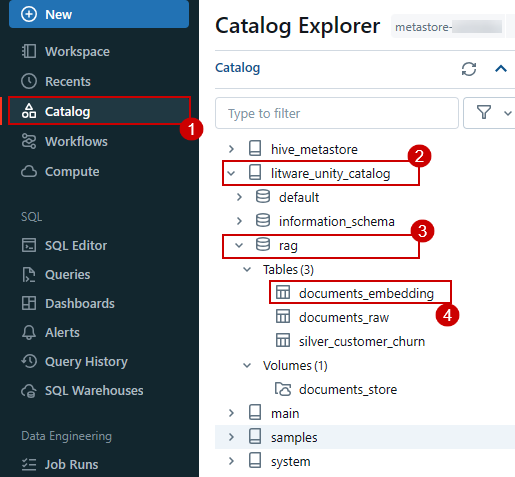 New
Workspace
Recents
Catalog
1
Workflows
Compute
SQL
SQL Editor
Queries
Dashboards
Alerts
Query History
SQL Warehouses
Data Engineering
Job Runs
Catalog Explorer
metastore-
Catalog
Type to filter
hive_metastore
2
litware_unity_catalog
default
information_schema
3
rag
Tables (3)
documents_embedding
4
documents_raw
silver_customer_churn
Volumes (1)
documents_store
main
samples
system